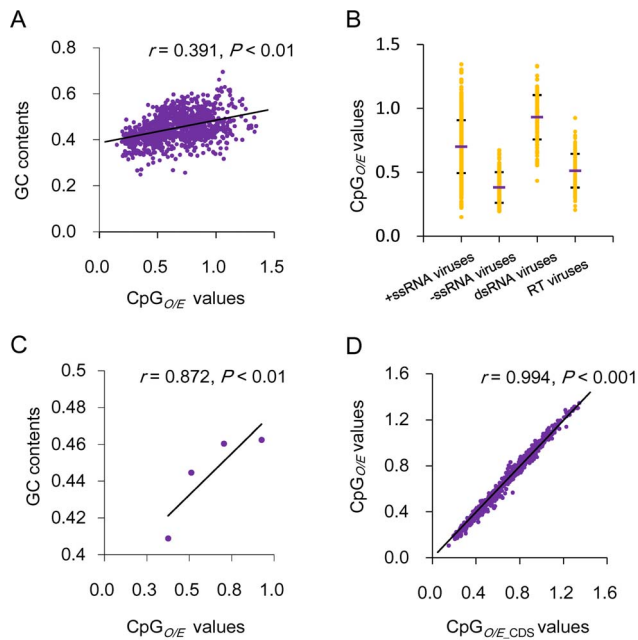 A
r = 0.391, P < 0.01
GC contents
0.8
0.6
0.4
0.2
0.0
0.0 0.5 1.0 1.5
CpGO/E values
B
CpGO/E values
1.5
1.0
0.5
0.0
+ssRNA viruses
-ssRNA viruses
dsRNA viruses
RT viruses
C
r = 0.872, P < 0.01
GC contents
0.5
0.48
0.46
0.44
0.42
0.4
0.0 0.3 0.5 0.8 1.0
CpGO/E values
D
r = 0.994, P < 0.001
CpGO/E values
1.6
1.2
0.8
0.4
0.0
0.0 0.4 0.8 1.2 1.6
CpGO/E_CDS values